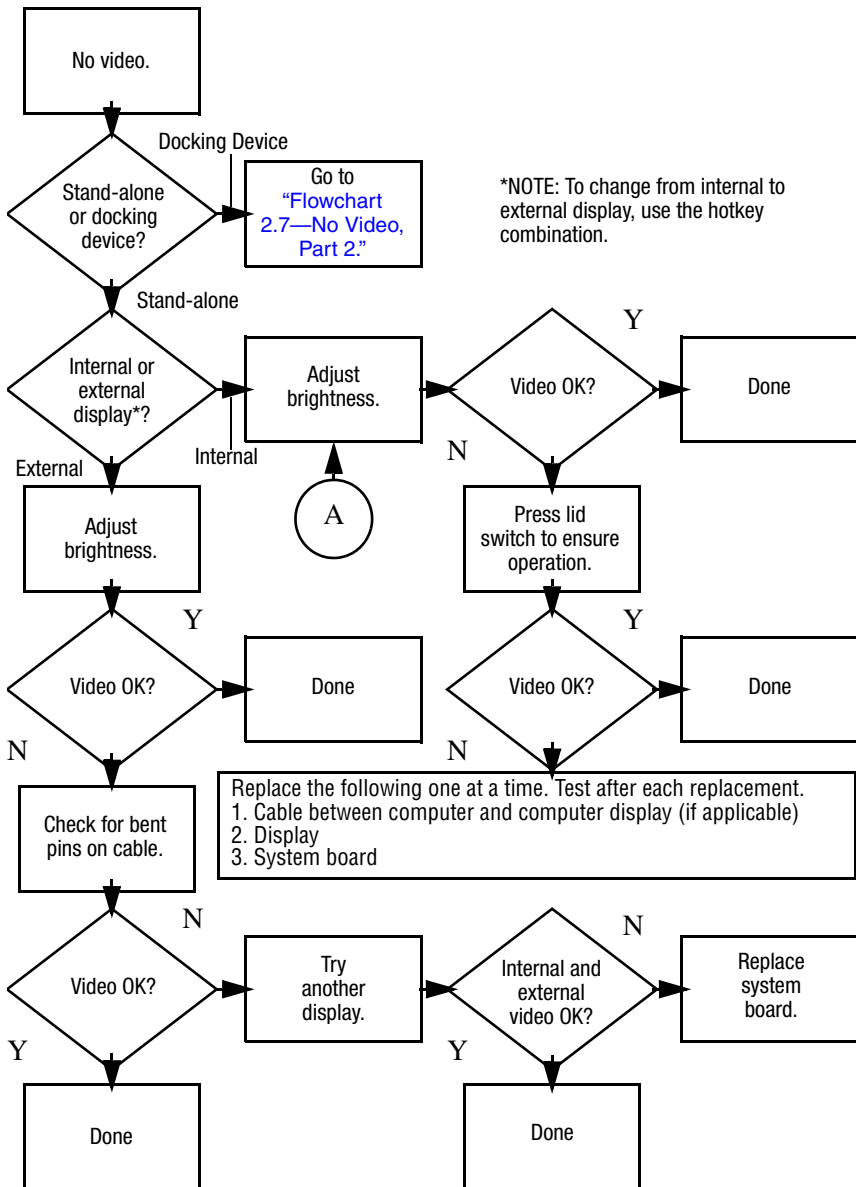 No video.
Docking Device
Stand-alone
or docking
device?
Go to
“Flowchart
2.7—No Video,
Part 2.”
*NOTE: To change from internal to
external display, use the hotkey
combination.
Stand-alone
Internal or
external
display*?
Internal
External
Adjust
brightness.
A
Video OK?
Y
Done
N
Press lid
switch to ensure
operation.
Video OK?
Y
Done
N
Replace the following one at a time. Test after each replacement.
1. Cable between computer and computer display (if applicable)
2. Display
3. System board
Adjust
brightness.
Video OK?
Y
Done
N
Check for bent
pins on cable.
Video OK?
N
Try
another
display.
Internal and
external
video OK?
N
Replace
system
board.
Y
Done
Y
Done